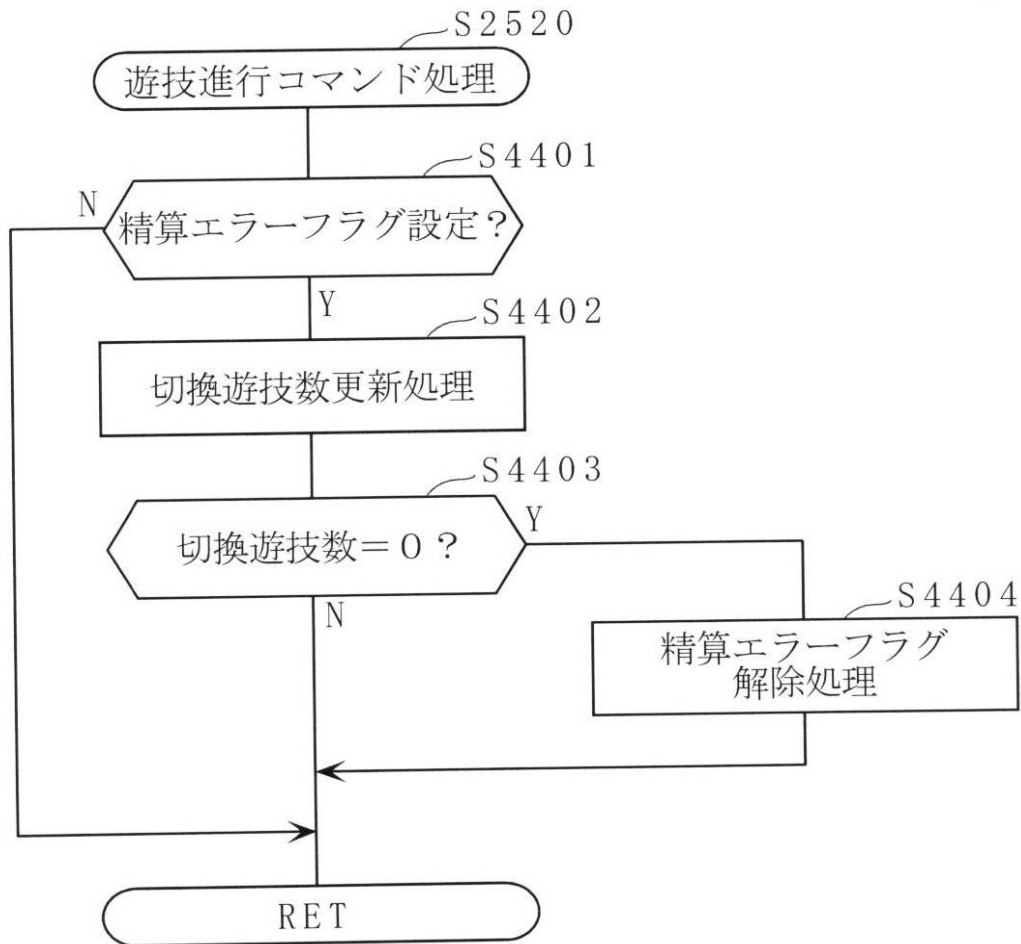 S2520
遊技進行コマンド処理
S4401
N
精算エラーフラグ設定？
Y
S4402
切換遊技数更新処理
S4403
切換遊技数＝０？
Y
N
S4404
精算エラーフラグ
解除処理
RET